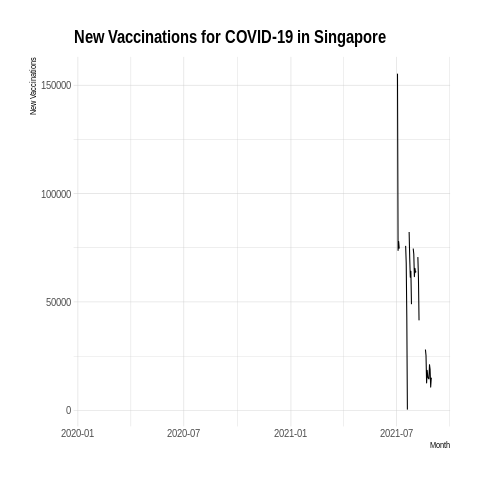 New Vaccinations for COVID-19 in Singapore
New Vaccinations
150000
100000
50000
0
2020-01 2020-07 2021-01 2021-07
Month